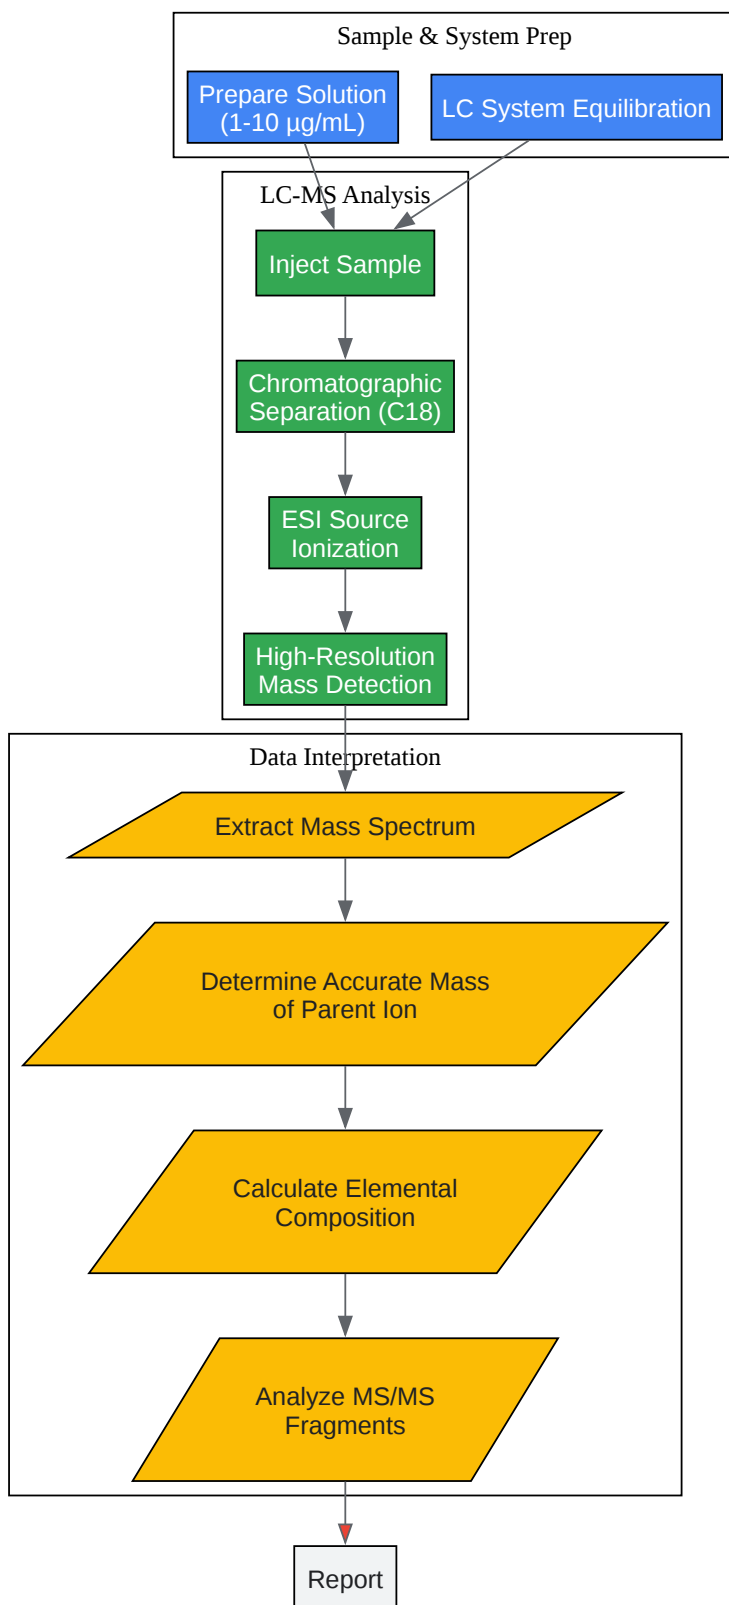 Sample & System Prep
Prepare Solution
(1-10 µg/mL)
LC System Equilibration
LC-MS Analysis
Inject Sample
Chromatographic
Separation (C18)
ESI Source
Ionization
High-Resolution
Mass Detection
Data Interpretation
Extract Mass Spectrum
Determine Accurate Mass
of Parent Ion
Calculate Elemental
Composition
Analyze MS/MS
Fragments
Report